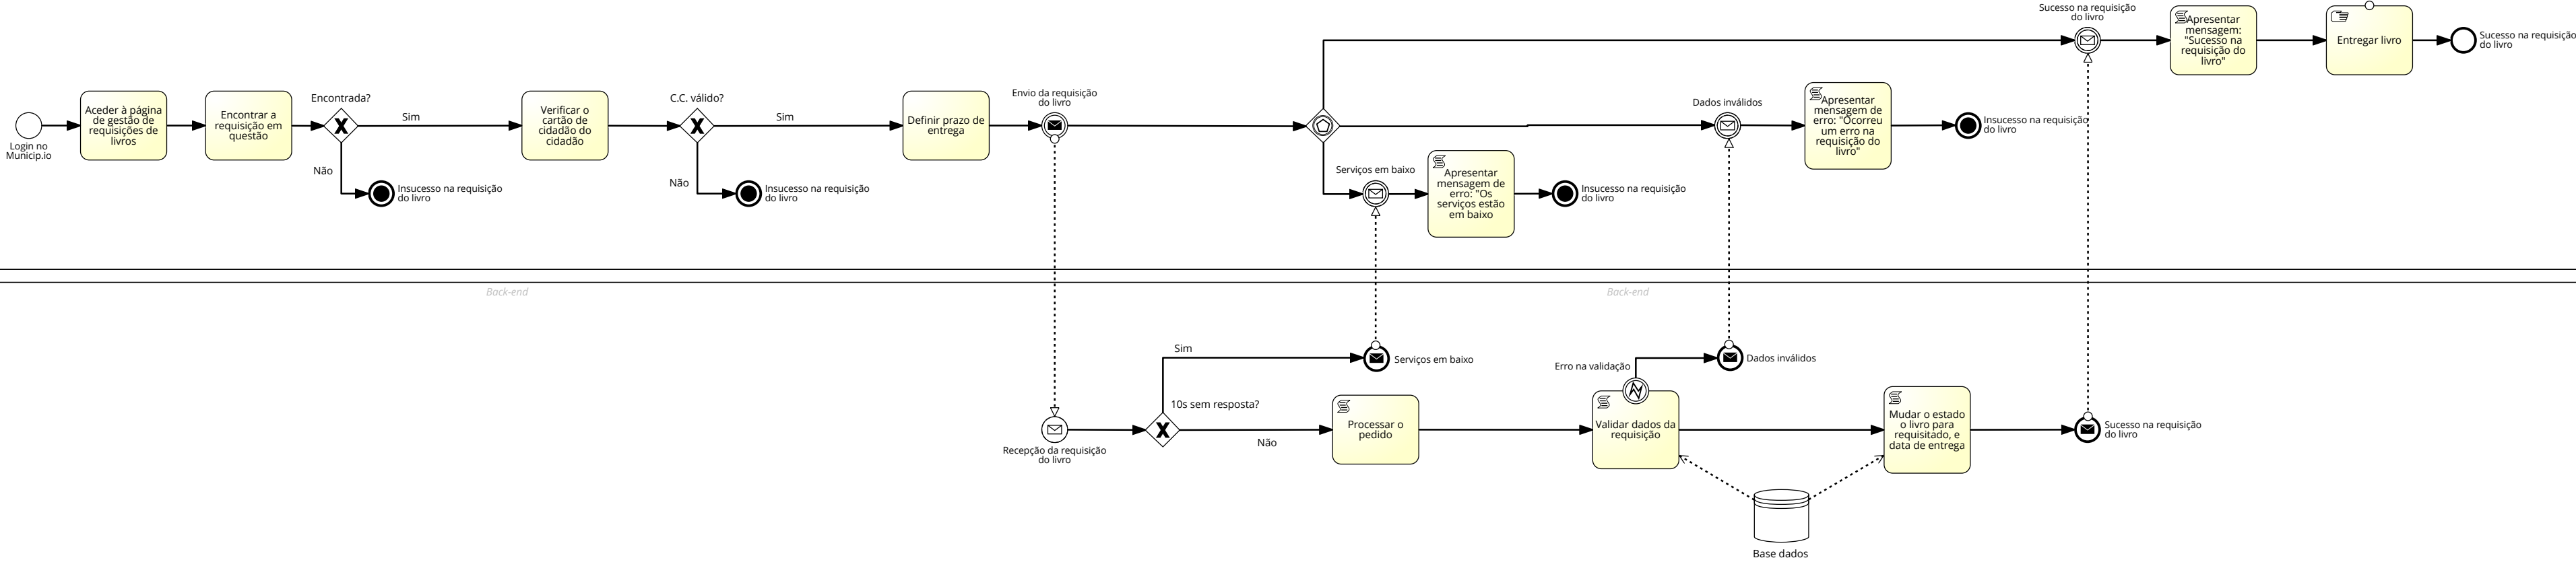 Login no
Municip.io
Aceder à página
de gestão de
requisições de
livros
Encontrar a
requisição em
questão
Encontrada?
Sim
Não
Insucesso na requisição
do livro
Verificar o
cartão de
cidadão do
cidadão
C.C. válido?
Sim
Não
Insucesso na requisição
do livro
Definir prazo de
entrega
Envio da requisição
do livro
Serviços em baixo
Apresentar
mensagem de
erro: "Os
serviços estão
em baixo
Insucesso na requisição
do livro
Dados inválidos
Apresentar
mensagem de
erro: "Ocorreu
um erro na
requisição do
livro"
Insucesso na requisição
do livro
Sucesso na requisição
do livro
Apresentar
mensagem:
"Sucesso na
requisição do
livro"
Entregar livro
Sucesso na requisição
do livro
Back-end
Back-end
Recepção da requisição
do livro
10s sem resposta?
Sim
Não
Serviços em baixo
Processar o
pedido
Erro na validação
Validar dados da
requisição
Dados inválidos
Mudar o estado
o livro para
requisitado, e
data de entrega
Sucesso na requisição
do livro
Base dados